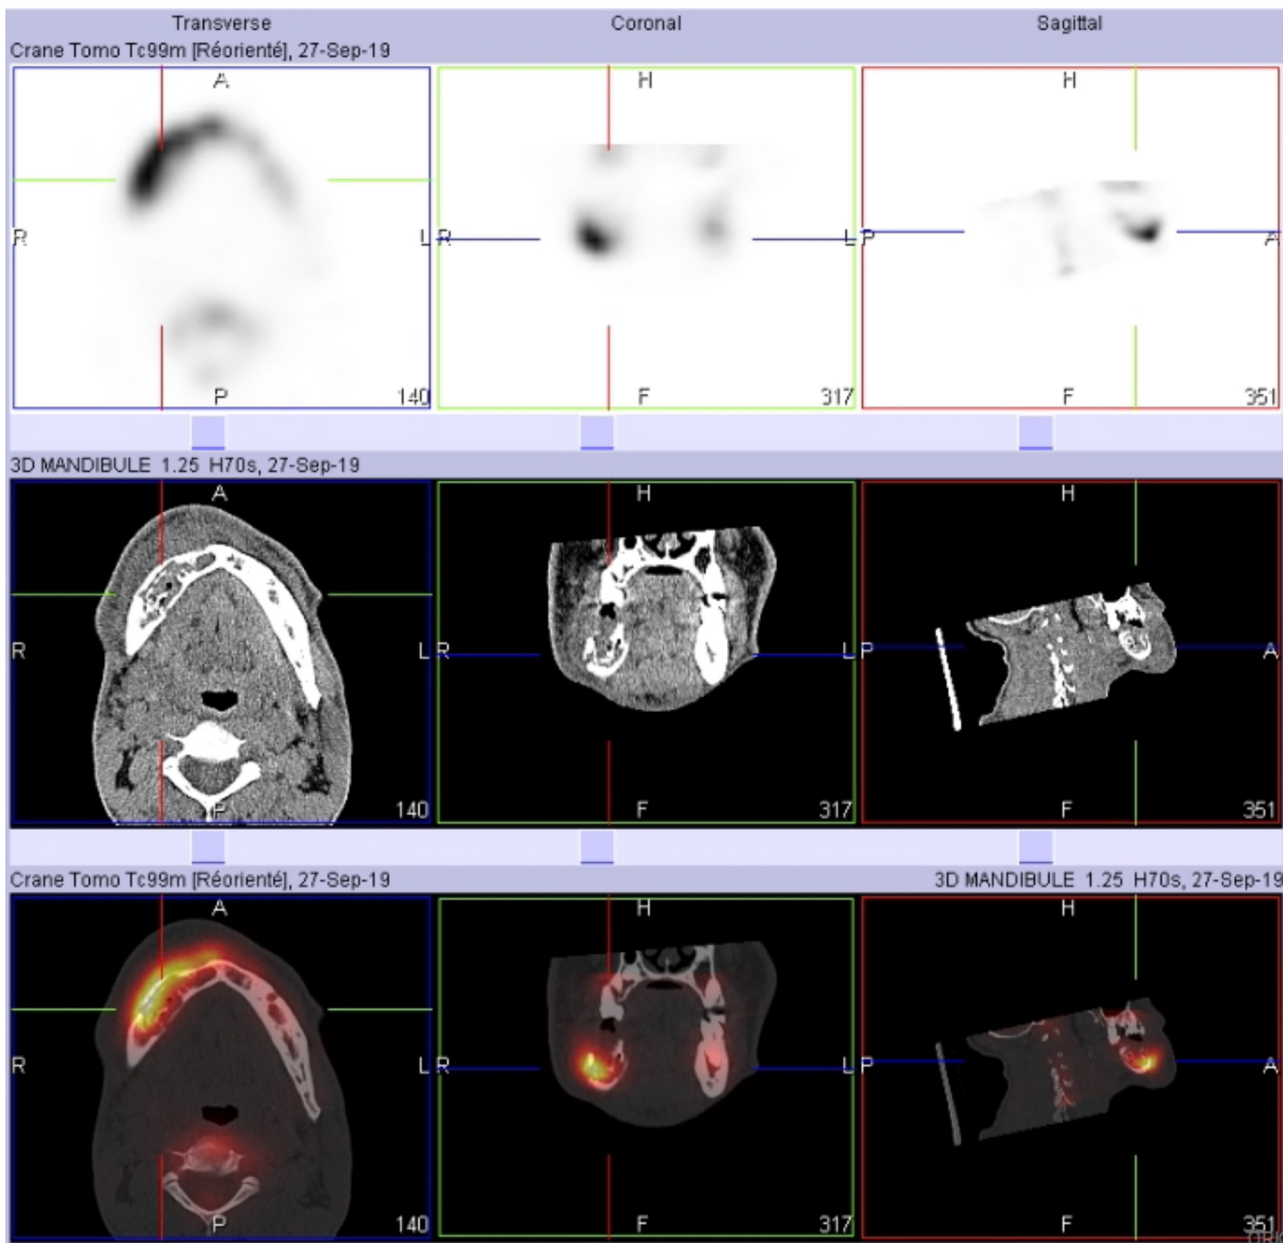 Transverse Coronal Sagittal
Crane Tomo Tc99m [Réorienté], 27-Sep-19
A H H
R L R L P A
P 140 F 317 F 351
3D MANDIBULE 1.25 H70s, 27-Sep-19
A H H
R L R L P A
P 140 F 317 F 351
Crane Tomo Tc99m [Réorienté], 27-Sep-19 3D MANDIBULE 1.25 H70s, 27-Sep-19
A H H
R L R L P A
P 140 F 317 F 351